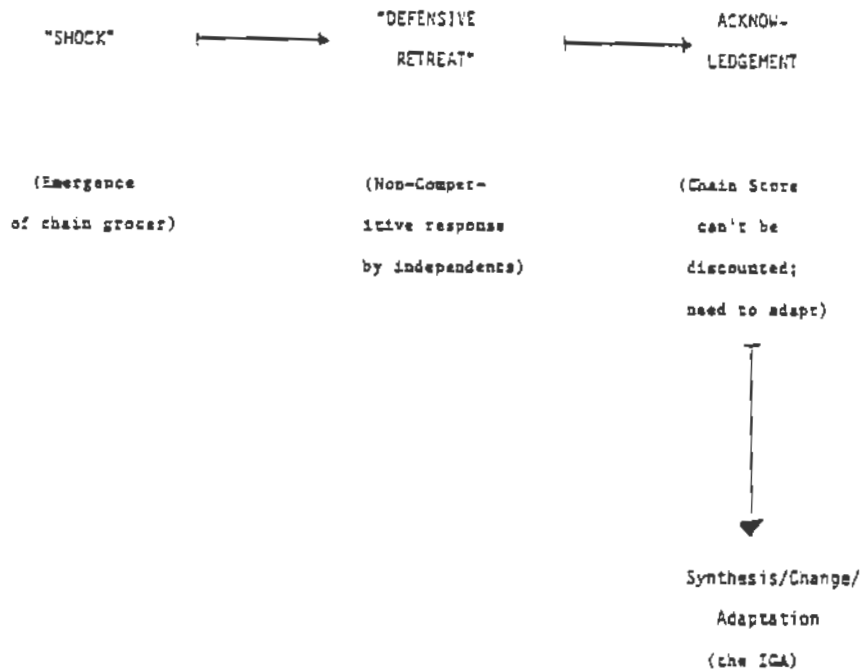 "SHOCK"
"DEFENSIVE
RETREAT"
ACKNOW-
LEDGEMENT
(Emergence
of chain grocer)
(Non-Compet-
itive response
by independents)
(Chain Store
can't be
discounted;
need to adapt)
Synthesis/Change/
Adaptation
(the IGA)